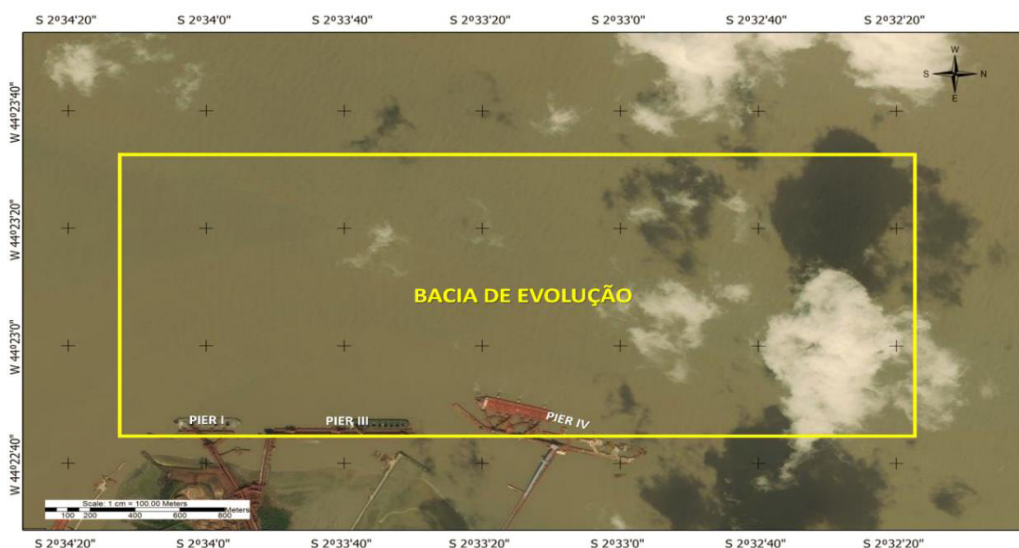 S 2º34'20" S 2º34'0" S 2º33'40" S 2º33'20" S 2º33'0" S 2º32'40" S 2º32'20"
W
S N
E
W 44º23'40"
W 44º23'20"
BACIA DE EVOLUÇÃO
W 44º23'0"
PIER I PIER III PIER IV
W 44º22'40"
Scale: 1 cm = 100.00 Meters
Meters
100 200 400 600 800
S 2º34'20" S 2º34'0" S 2º33'40" S 2º33'20" S 2º33'0" S 2º32'40" S 2º32'20"